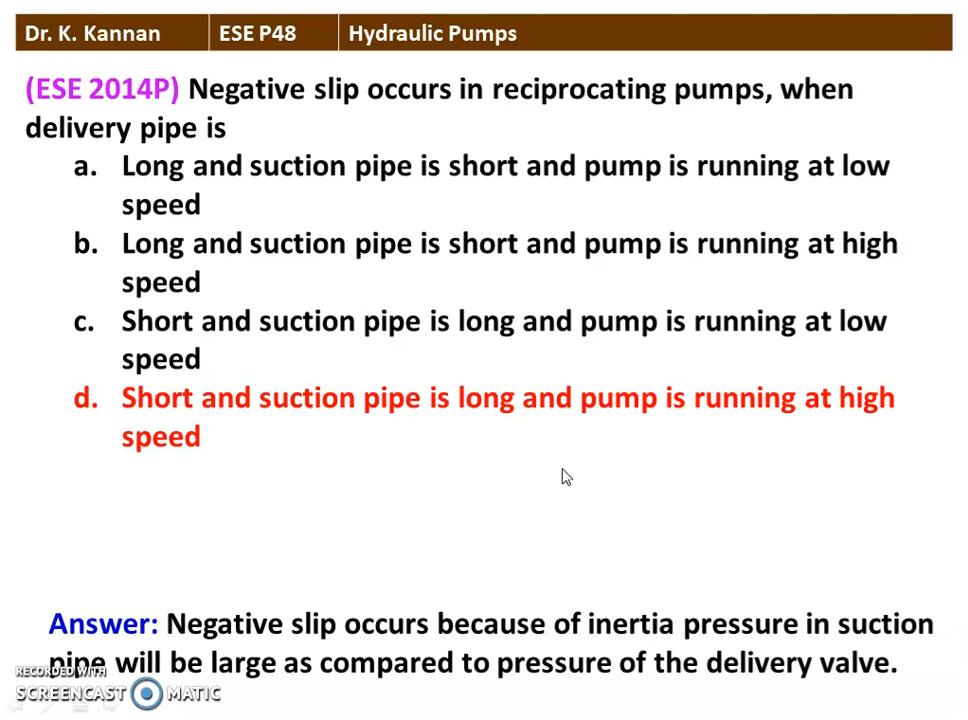 Dr. K. Kannan ESE P48 Hydraulic Pumps
(ESE 2014P) Negative slip occurs in reciprocating pumps, when
delivery pipe is
a. Long and suction pipe is short and pump is running at low
speed
b. Long and suction pipe is short and pump is running at high
speed
c. Short and suction pipe is long and pump is running at low
speed
d. Short and suction pipe is long and pump is running at high
speed
Answer: Negative slip occurs because of inertia pressure in suction
pipe will be large as compared to pressure of the delivery valve.
RECORDED WITH
SCREENCAST MATIC